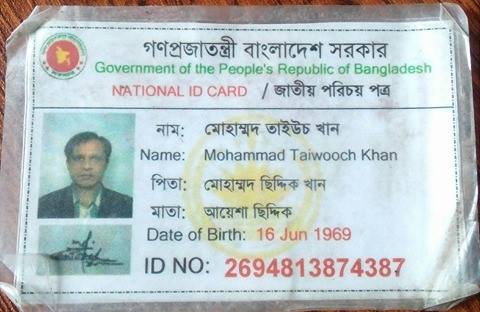 গণপ্রজাতন্ত্রী বাংলাদেশ সরকার
Government of the People's Republic of Bangladesh
NATIONAL ID CARD / জাতীয় পরিচয় পত্র
নাম: মোহাম্মদ তাইউচ খান
Name: Mohammad Taiwooch Khan
পিতা: মোহাম্মদ ছিদ্দিক খান
মাতা: আয়েশা ছিদ্দিক
Date of Birth: 16 Jun 1969
ID NO: 2694813874387